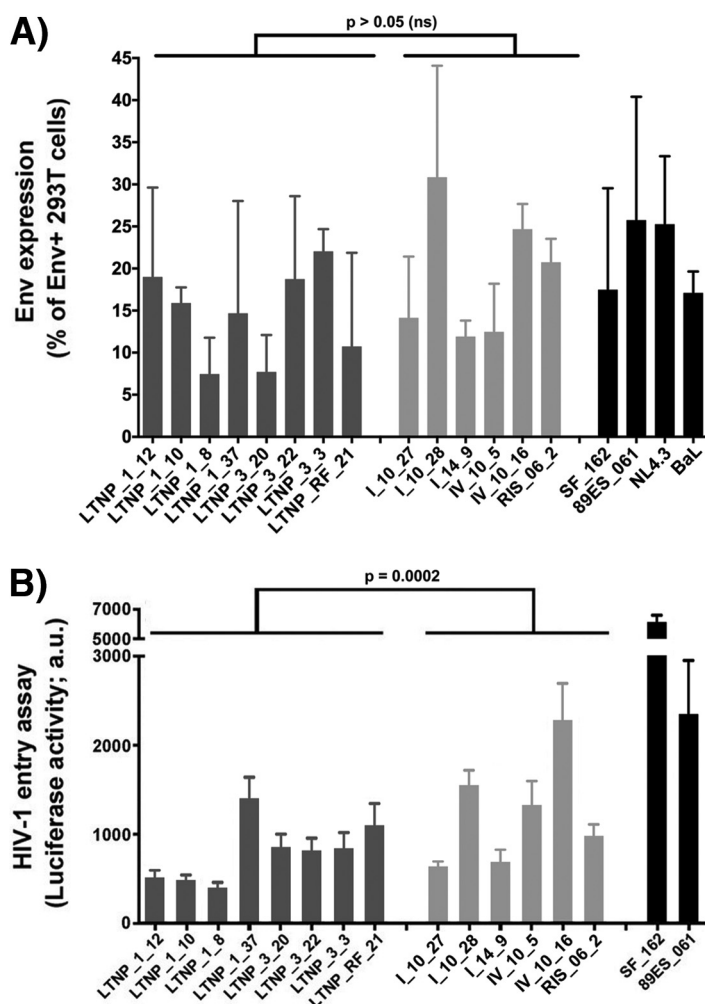 A)
p > 0.05 (ns)
Env expression
(% of Env+ 293T cells)
45
40
35
30
25
20
15
10
5
0
LTNP_1_12
LTNP_1_10
LTNP_1_8
LTNP_1_37
LTNP_3_20
LTNP_3_22
LTNP_3_3
LTNP_RF_21
I_10_27
I_10_28
I_14_9
IV_10_5
IV_10_16
RIS_06_2
SF_162
89ES_061
NL4.3
BaL
B)
p = 0.0002
HIV-1 entry assay
(Luciferase activity; a.u.)
7000
5000
3000
2000
1000
0
LTNP_1_12
LTNP_1_10
LTNP_1_8
LTNP_1_37
LTNP_3_20
LTNP_3_22
LTNP_3_3
LTNP_RF_21
I_10_27
I_10_28
I_14_9
IV_10_5
IV_10_16
RIS_06_2
SF_162
89ES_061